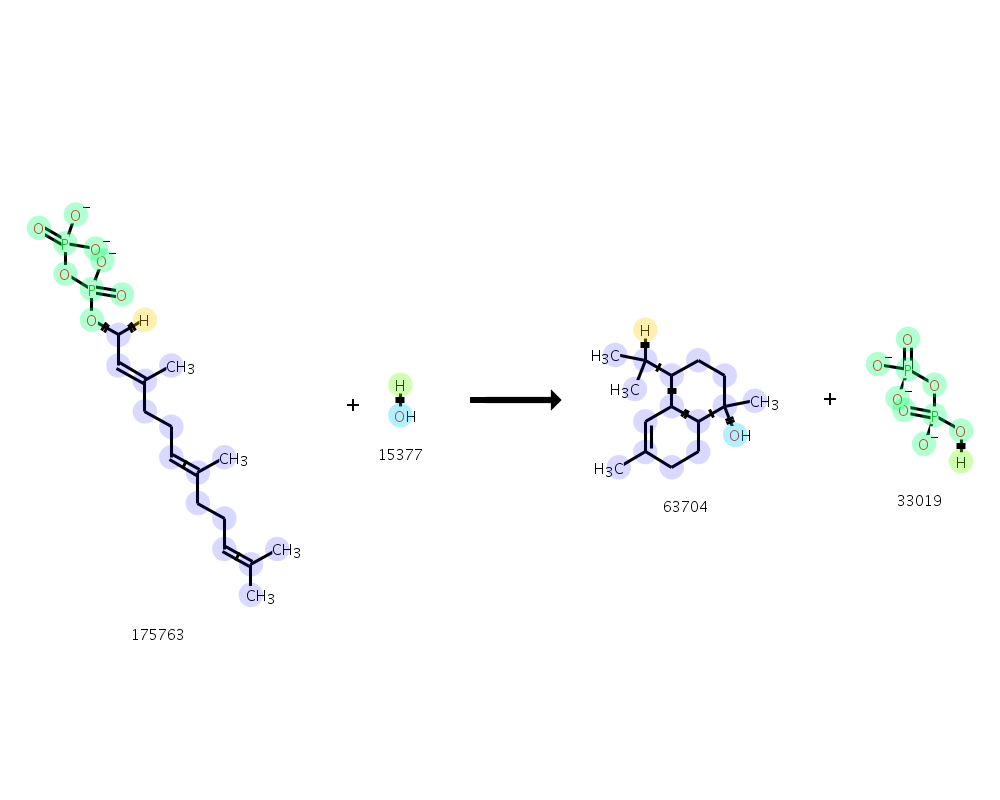 O⁻
O
P
O⁻
O⁻
O
P
O
O
H
CH₃
CH₃
CH₃
CH₃
175763
+
H
OH
15377
H
H₃C
H₃C
CH₃
OH
H₃C
63704
+
O
O⁻
P
O
O⁻
O
P
O
O⁻
H
33019